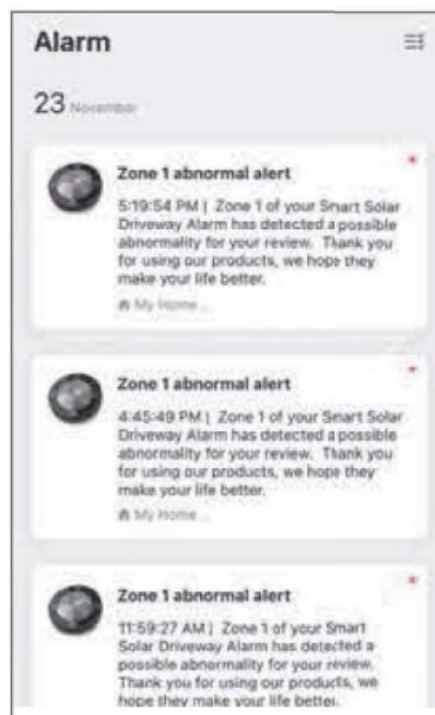 Alarm
23 November
Zone 1 abnormal alert
5:19:54 PM | Zone 1 of your Smart Solar
Driveway Alarm has detected a possible
abnormality for your review. Thank you
for using our products, we hope they
make your life better.
My Home...
Zone 1 abnormal alert
4:45:49 PM | Zone 1 of your Smart Solar
Driveway Alarm has detected a possible
abnormality for your review. Thank you
for using our products, we hope they
make your life better.
My Home...
Zone 1 abnormal alert
11:59:27 AM | Zone 1 of your Smart
Solar Driveway Alarm has detected a
possible abnormality for your review.
Thank you for using our products, we
hope they make your life better.